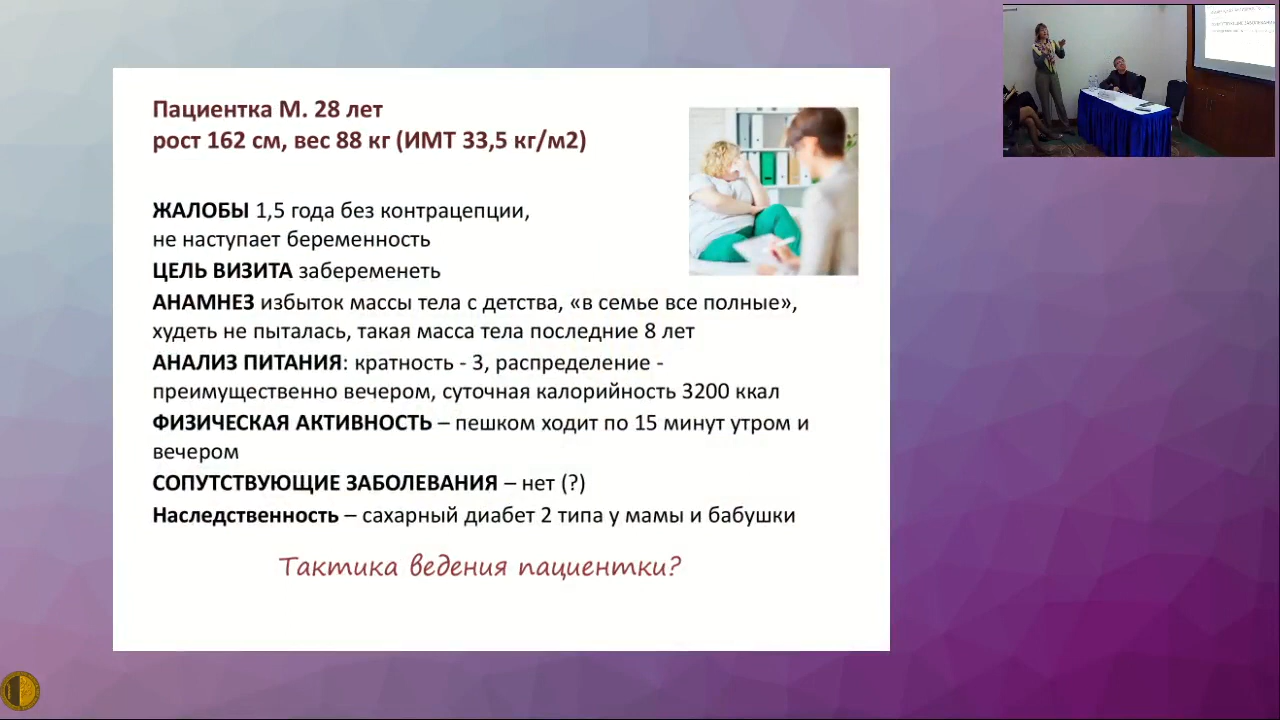 Пациентка М. 28 лет
рост 162 см, вес 88 кг (ИМТ 33,5 кг/м2)
ЖАЛОБЫ 1,5 года без контрацепции,
не наступает беременность
ЦЕЛЬ ВИЗИТА забеременеть
АНАМНЕЗ избыток массы тела с детства, «в семье все полные»,
худеть не пыталась, такая масса тела последние 8 лет
АНАЛИЗ ПИТАНИЯ: кратность - 3, распределение -
преимущественно вечером, суточная калорийность 3200 ккал
ФИЗИЧЕСКАЯ АКТИВНОСТЬ – пешком ходит по 15 минут утром и
вечером
СОПУТСТВУЮЩИЕ ЗАБОЛЕВАНИЯ – нет (?)
Наследственность – сахарный диабет 2 типа у мамы и бабушки
Тактика ведения пациентки?